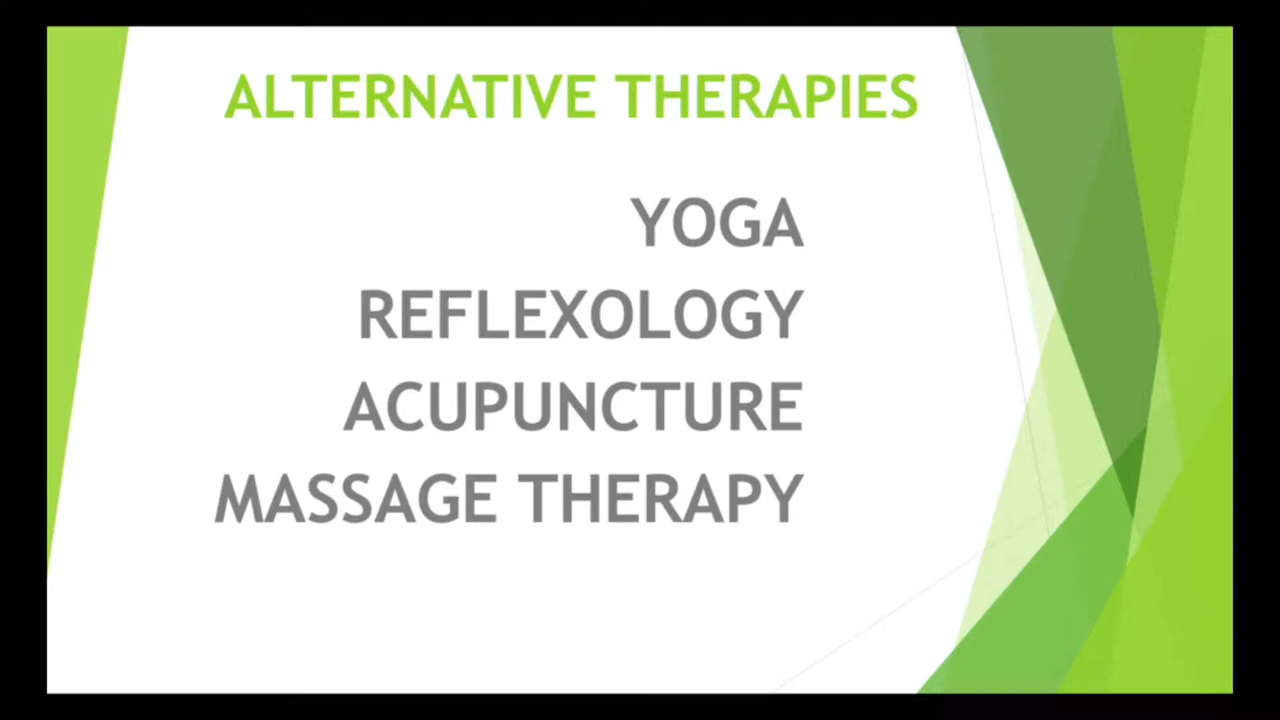 ALTERNATIVE THERAPIES
YOGA
REFLEXOLOGY
ACUPUNCTURE
MASSAGE THERAPY